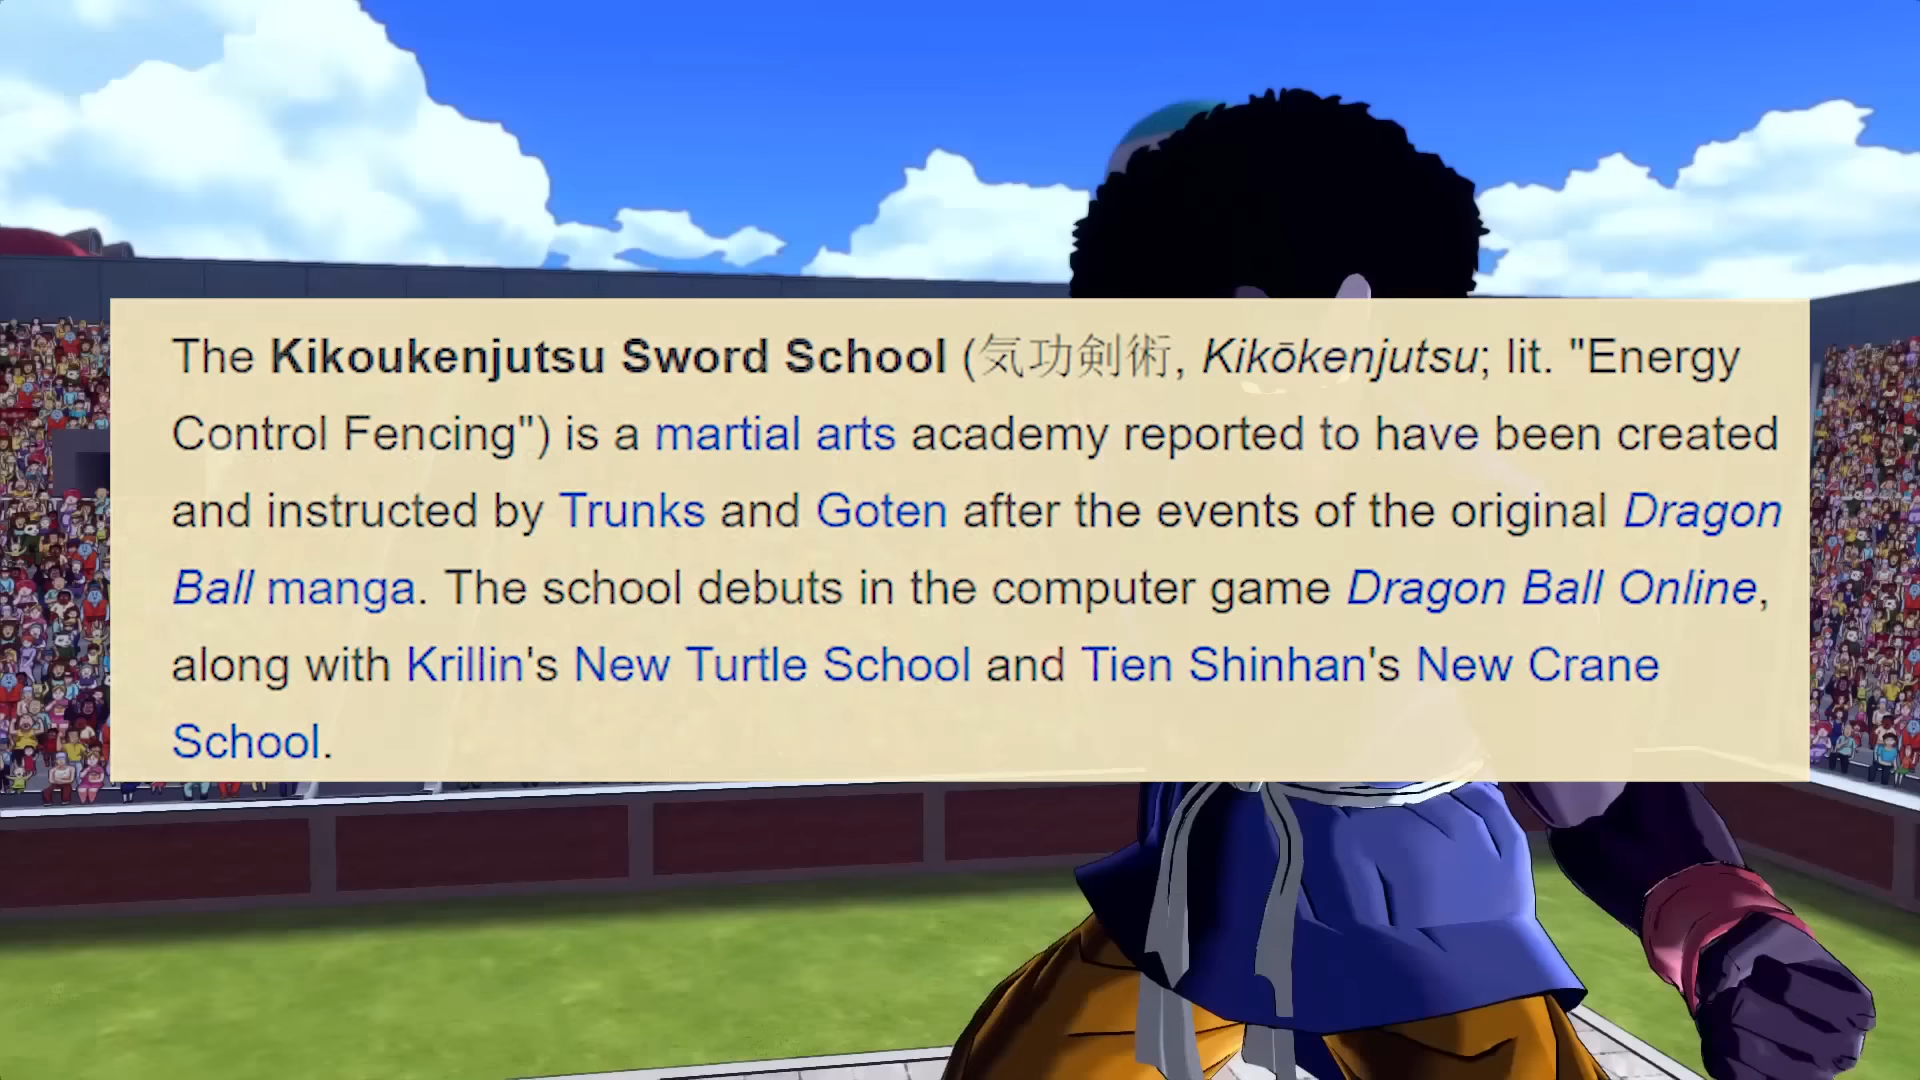 The Kikoukenjutsu Sword School (気功剣術, Kikōkenjutsu; lit. "Energy
Control Fencing") is a martial arts academy reported to have been created
and instructed by Trunks and Goten after the events of the original Dragon
Ball manga. The school debuts in the computer game Dragon Ball Online,
along with Krillin's New Turtle School and Tien Shinhan's New Crane
School.